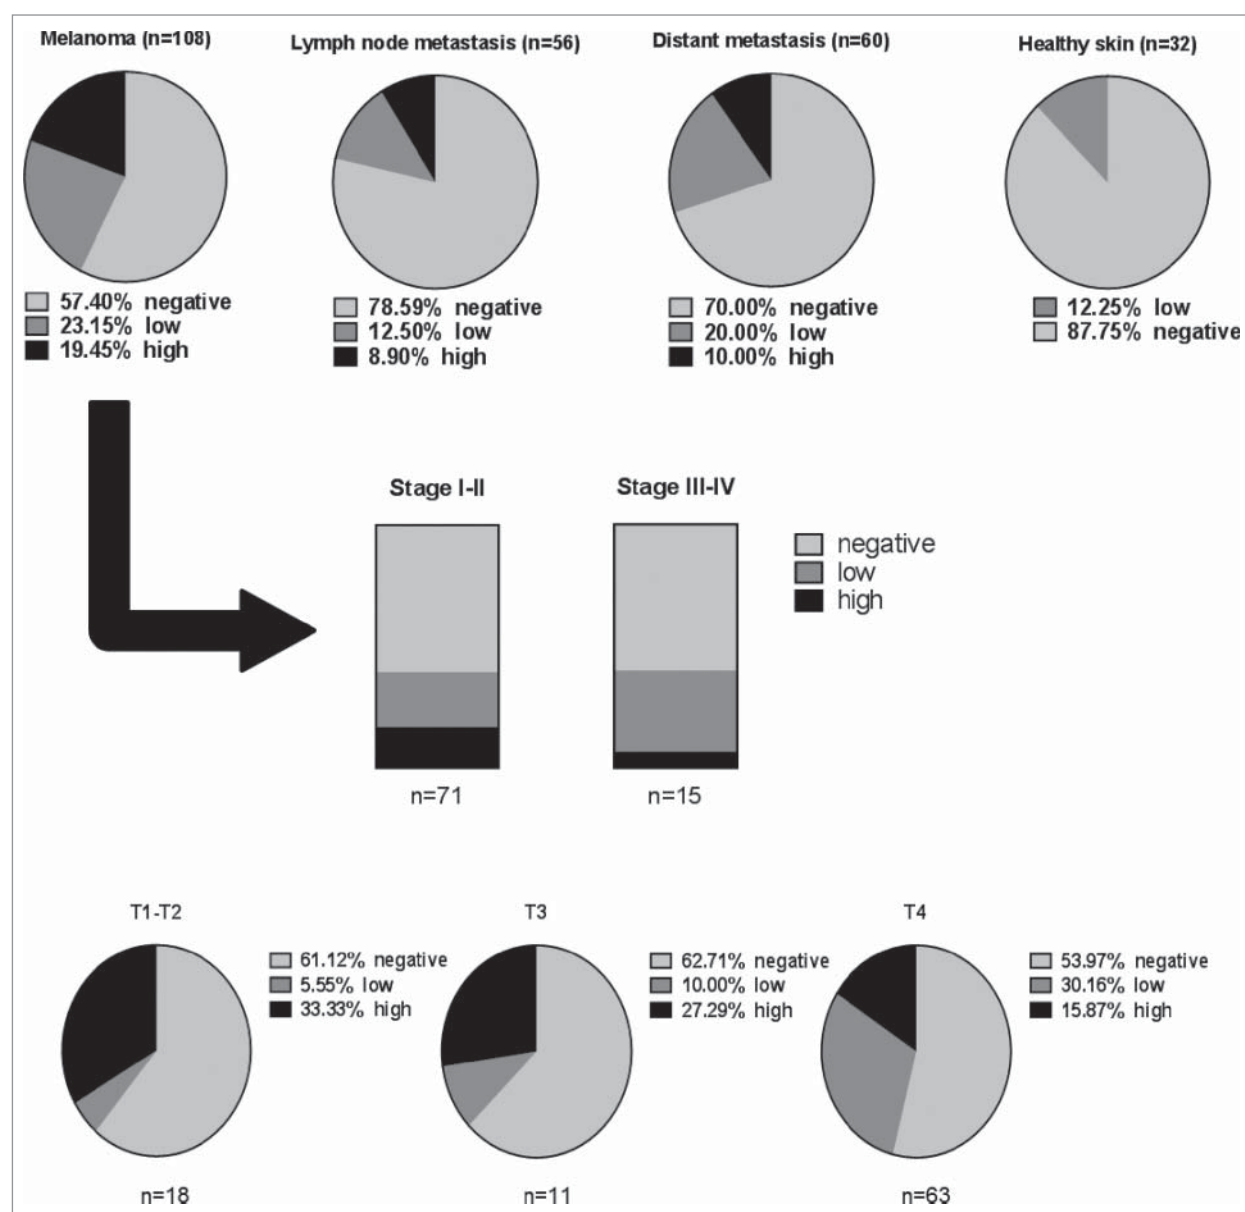 Melanoma (n=108)
Lymph node metastasis (n=56)
Distant metastasis (n=60)
Healthy skin (n=32)
57.40% negative
23.15% low
19.45% high
78.59% negative
12.50% low
8.90% high
70.00% negative
20.00% low
10.00% high
12.25% low
87.75% negative
Stage I-II
Stage III-IV
negative
low
high
n=71
n=15
T1-T2
T3
T4
61.12% negative
5.55% low
33.33% high
62.71% negative
10.00% low
27.29% high
53.97% negative
30.16% low
15.87% high
n=18
n=11
n=63